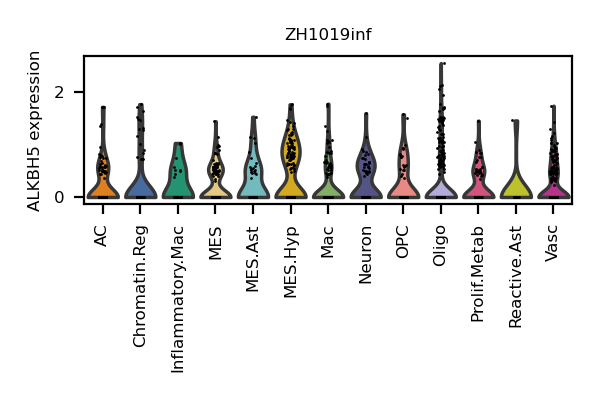 ZH1019inf
ALKBH5 expression
2
0
AC
Chromatin.Reg
Inflammatory.Mac
MES
MES.Ast
MES.Hyp
Mac
Neuron
OPC
Oligo
Prolif.Metab
Reactive.Ast
Vasc